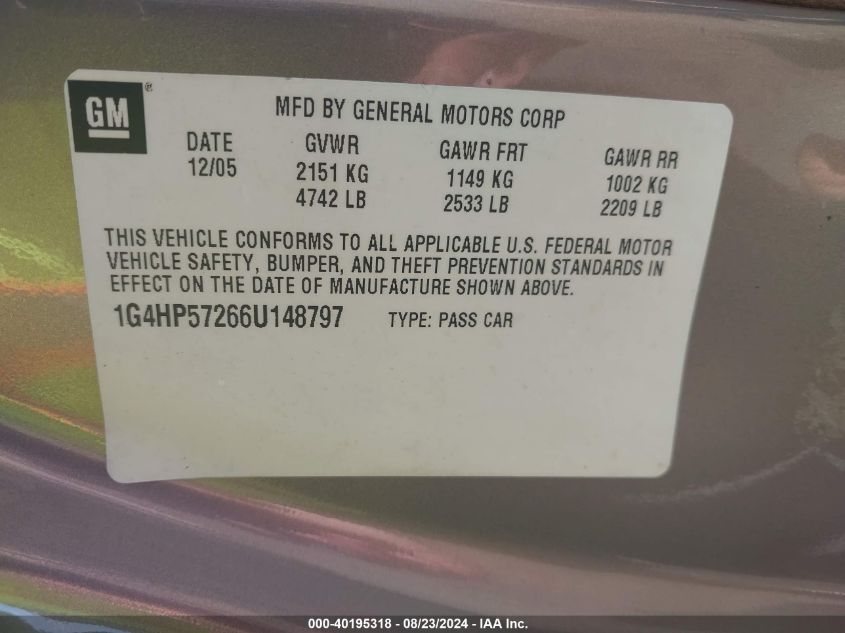 GM ®
MFD BY GENERAL MOTORS CORP
DATE GVWR GAWR FRT GAWR RR
12/05 2151 KG 1149 KG 1002 KG
4742 LB 2533 LB 2209 LB
THIS VEHICLE CONFORMS TO ALL APPLICABLE U.S. FEDERAL MOTOR
VEHICLE SAFETY, BUMPER, AND THEFT PREVENTION STANDARDS IN
EFFECT ON THE DATE OF MANUFACTURE SHOWN ABOVE.
1G4HP57266U148797 TYPE: PASS CAR
000-40195318 - 08/23/2024 - IAA Inc.